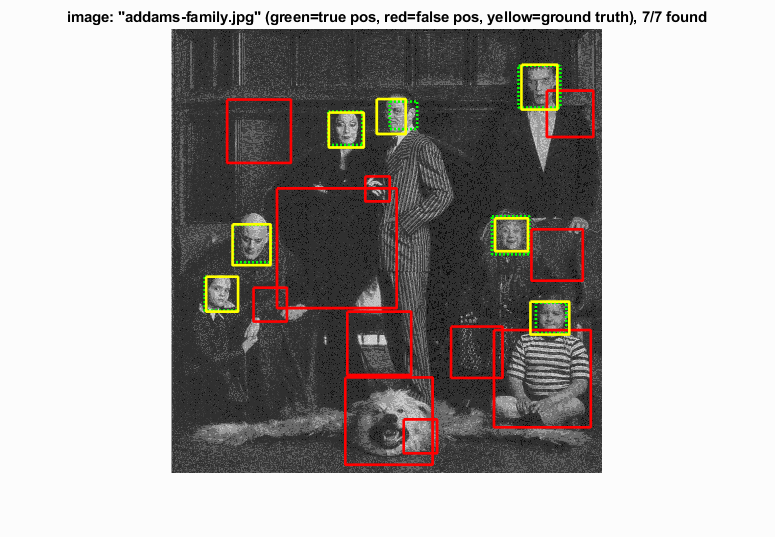 image: "addams-family.jpg" (green=true pos, red=false pos, yellow=ground truth), 7/7 found